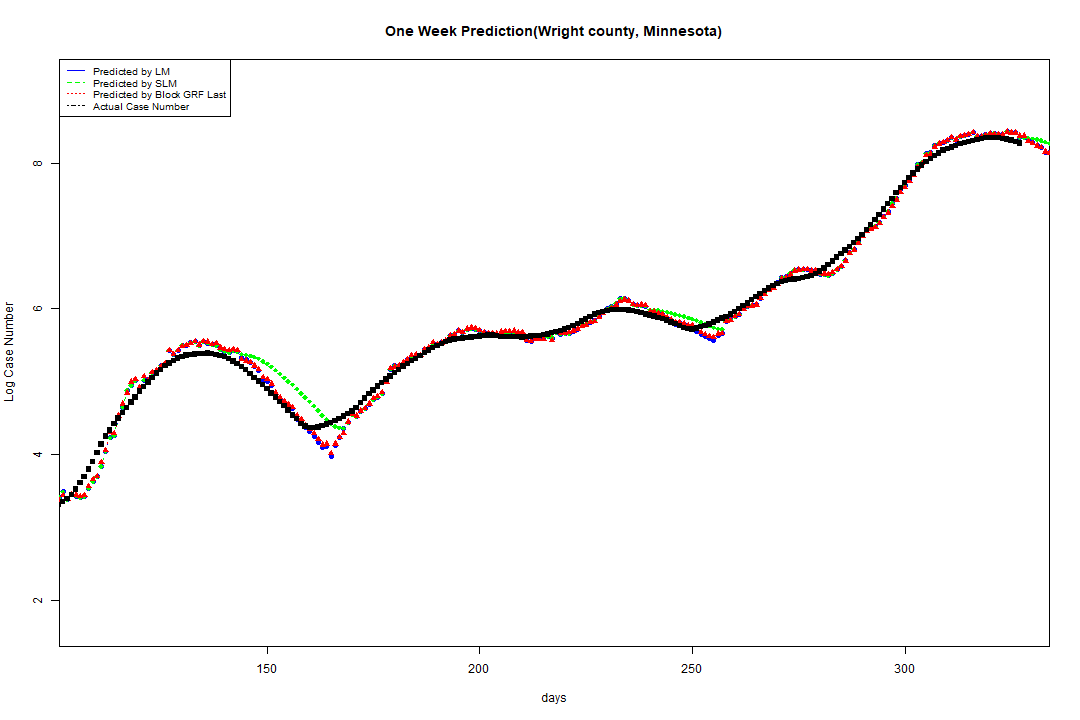 One Week Prediction(Wright county, Minnesota)
Predicted by LM
Predicted by SLM
Predicted by Block GRF Last
Actual Case Number
8
6
4
2
Log Case Number
150 200 250 300
days